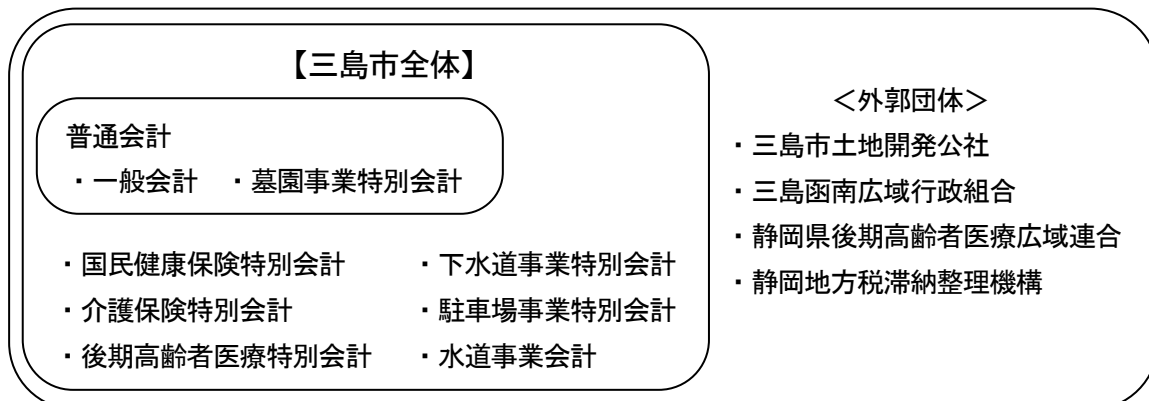 【三島市全体】
普通会計
・一般会計 ・墓園事業特別会計
・国民健康保険特別会計 ・下水道事業特別会計
・介護保険特別会計 ・駐車場事業特別会計
・後期高齢者医療特別会計 ・水道事業会計
＜外郭団体＞
・三島市土地開発公社
・三島函南広域行政組合
・静岡県後期高齢者医療広域連合
・静岡地方税滞納整理機構